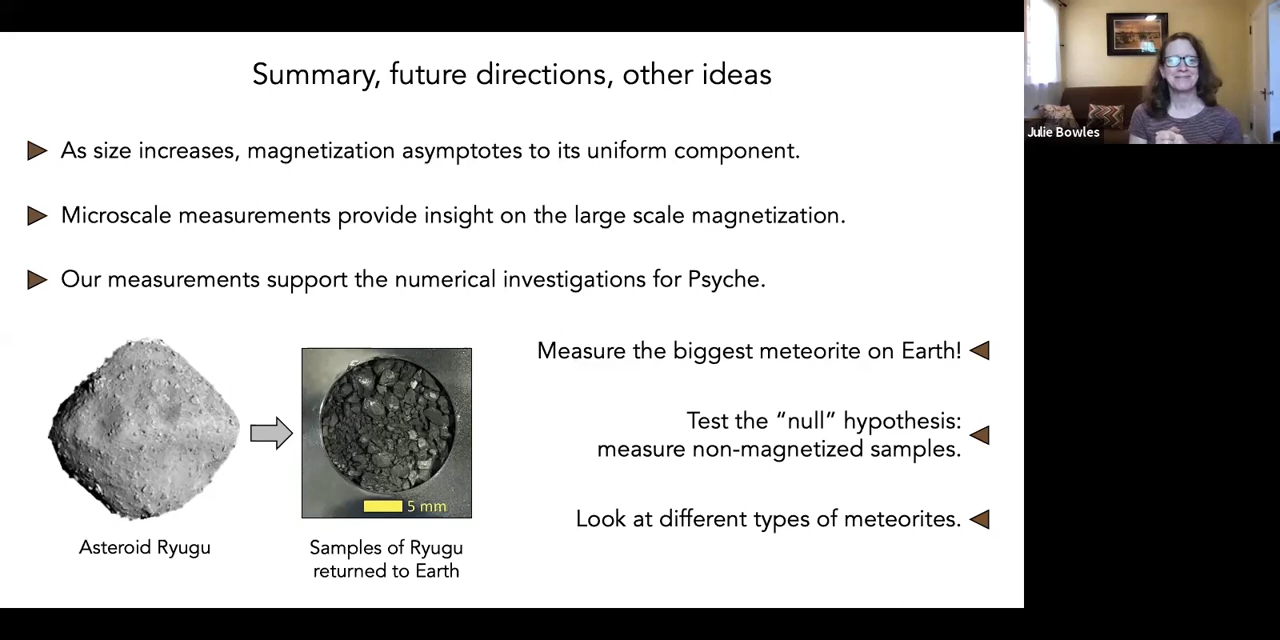 Summary, future directions, other ideas
As size increases, magnetization asymptotes to its uniform component.
Microscale measurements provide insight on the large scale magnetization.
Our measurements support the numerical investigations for Psyche.
Measure the biggest meteorite on Earth!
Test the “null” hypothesis:
measure non-magnetized samples.
Look at different types of meteorites.
5 mm
Asteroid Ryugu
Samples of Ryugu
returned to Earth
Julie Bowles